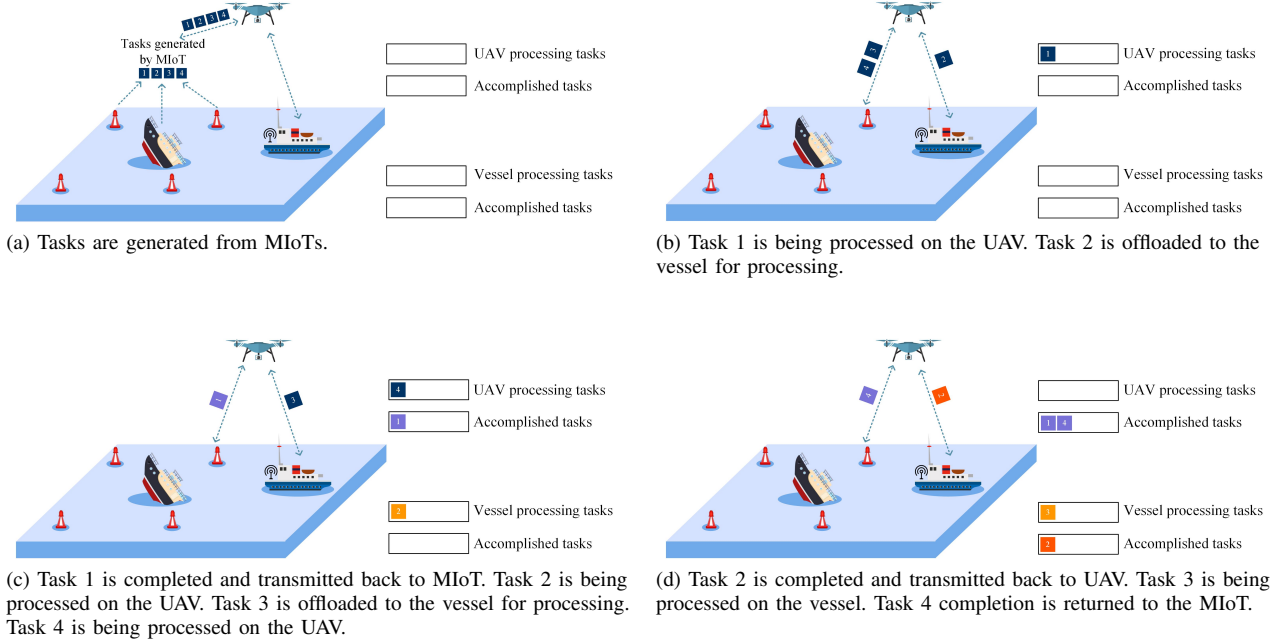 1 2 3 4
Tasks generated
by MIoT
1 2 3 4
UAV processing tasks
Accomplished tasks
Vessel processing tasks
Accomplished tasks
(a) Tasks are generated from MIoTs.
3
4
2
1
UAV processing tasks
Accomplished tasks
Vessel processing tasks
Accomplished tasks
(b) Task 1 is being processed on the UAV. Task 2 is offloaded to the
vessel for processing.
1
3
4
UAV processing tasks
1
Accomplished tasks
2
Vessel processing tasks
Accomplished tasks
(c) Task 1 is completed and transmitted back to MIoT. Task 2 is being
processed on the UAV. Task 3 is offloaded to the vessel for processing.
Task 4 is being processed on the UAV.
4
2
UAV processing tasks
1 4
Accomplished tasks
3
Vessel processing tasks
2
Accomplished tasks
(d) Task 2 is completed and transmitted back to UAV. Task 3 is being
processed on the vessel. Task 4 completion is returned to the MIoT.